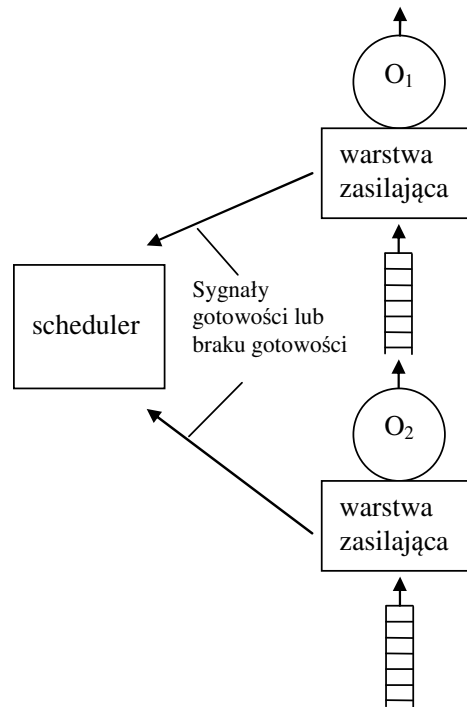 O₁
warstwa
zasilająca
Sygnały
gotowości lub
braku gotowości
scheduler
O₂
warstwa
zasilająca